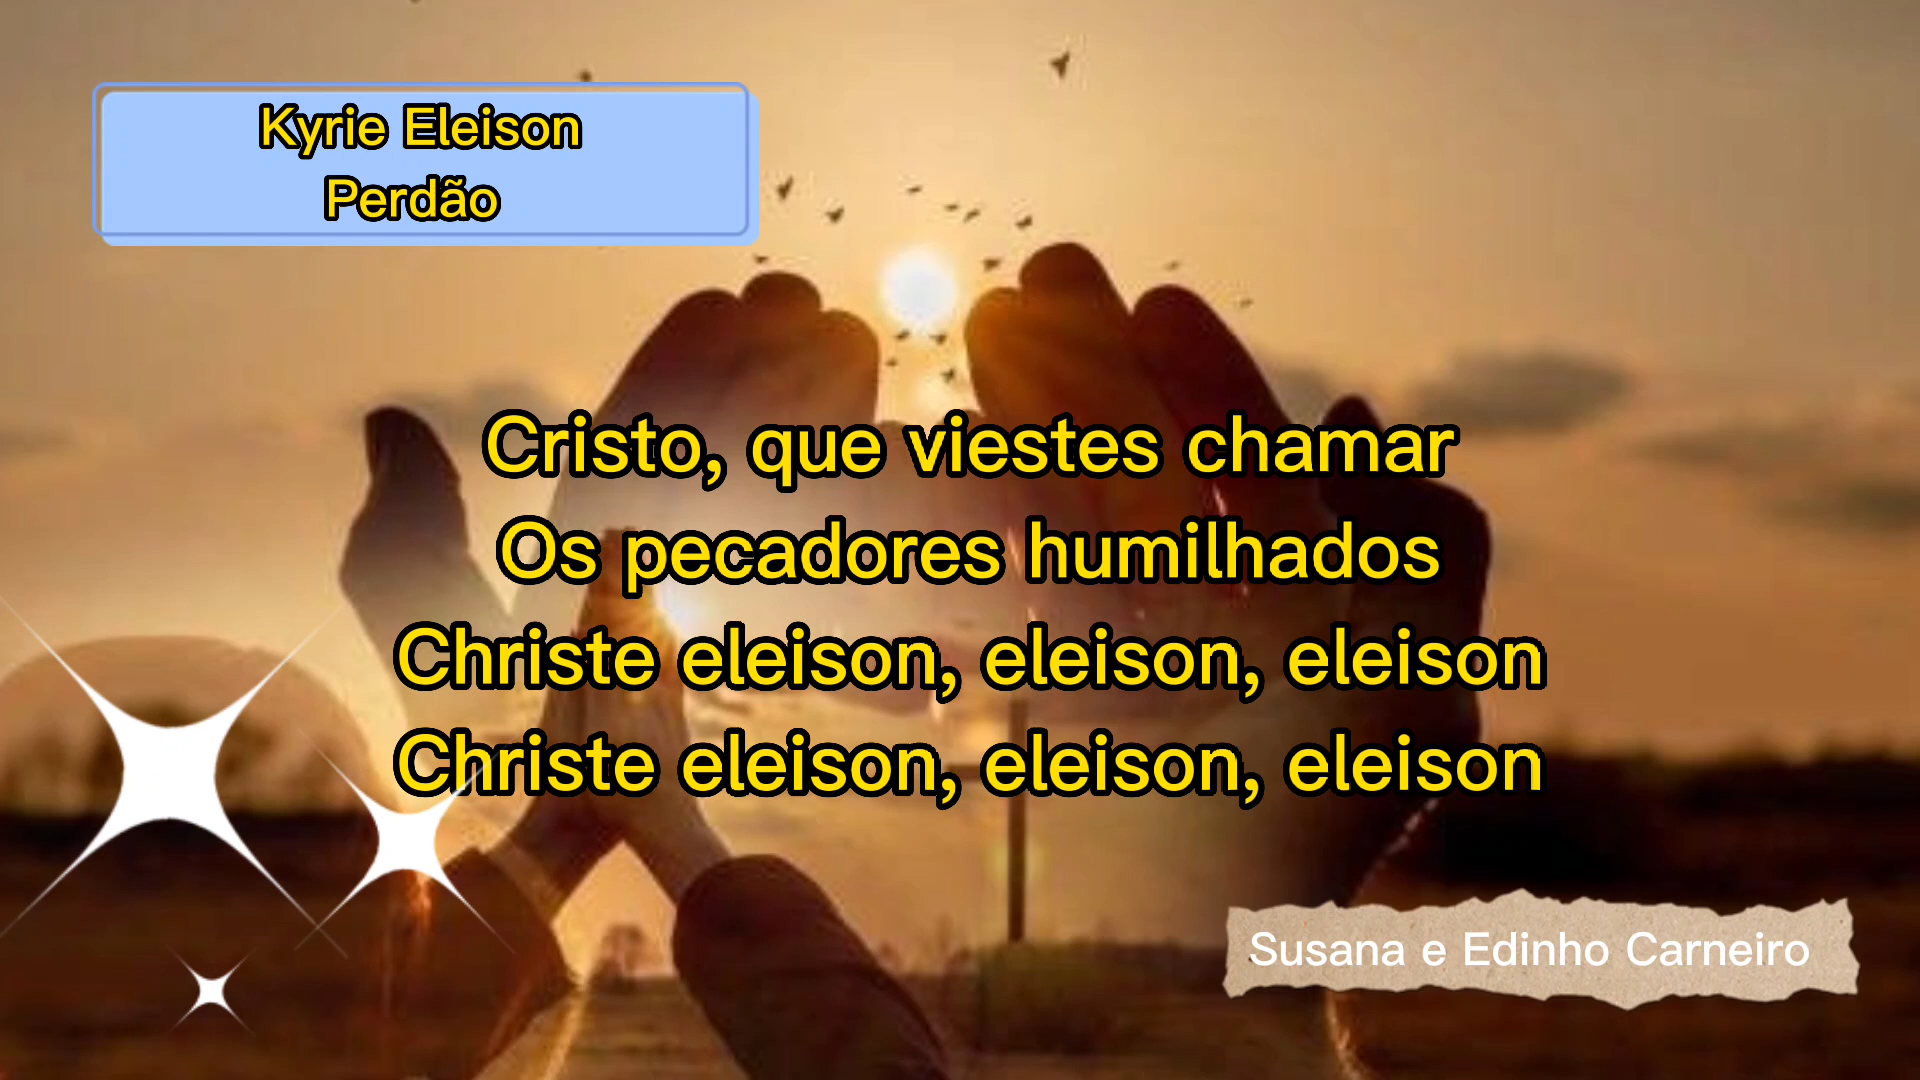 Kyrie Eleison
Perdão
Cristo, que viestes chamar
Os pecadores humilhados
Christe eleison, eleison, eleison
Christe eleison, eleison, eleison
Susana e Edinho Carneiro